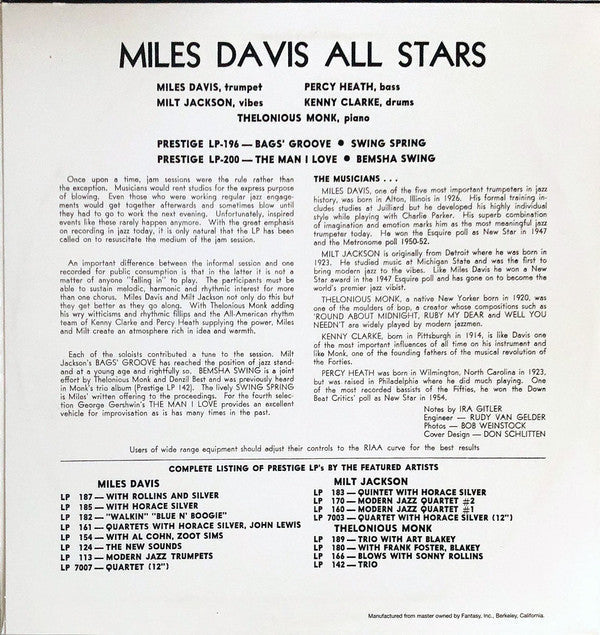 MILES DAVIS ALL STARS
MILES DAVIS, trumpet PERCY HEATH, bass
MILT JACKSON, vibes KENNY CLARKE, drums
THELONIOUS MONK, piano
PRESTIGE LP-196 — BAGS' GROOVE ● SWING SPRING
PRESTIGE LP-200 — THE MAN I LOVE ● BEMSHA SWING
Once upon a time, jam sessions were the rule rather than
the exception. Musicians would rent studios for the express purpose
of blowing. Even those who were working regular jazz engage-
ments would get together afterwards and sometimes blow until
they had to go to work the next evening. Unfortunately, inspired
events like these rarely happen anymore. With the great emphasis
on recording in jazz today, it is only natural that the LP has been
called on to resuscitate the medium of the jam session.
An important difference between the informal session and one
recorded for public consumption is that in the latter it is not a
matter of anyone "falling in" to play. The participants must be
able to sustain melodic, harmonic and rhythmic interest for more
than one chorus. Miles Davis and Milt Jackson not only do this but
they get better as they go along. With Thelonious Monk adding
his wry witticisms and rhythmic fillips and the All-American rhythm
team of Kenny Clarke and Percy Heath supplying the power, Miles
and Milt create an atmosphere rich in idea and warmth.
Each of the soloists contributed a tune to the session. Milt
Jackson's BAGS' GROOVE has reached the position of jazz stand-
ard at a young age and rightfully so. BEMSHA SWING is a joint
effort by Thelonious Monk and Denzil Best and was previously heard
in Monk's trio album [Prestige LP 142]. The lively SWING SPRING
is Miles' written offering to the proceedings. For the fourth selec-
tion George Gershwin's THE MAN I LOVE provides an excellent
vehicle for improvisation as is has many times in the past.
THE MUSICIANS . . .
MILES DAVIS, one of the five most important trumpeters in jazz
history, was born in Alton, Illinois in 1926. His formal training in-
cludes studies at Juilliard but he developed his highly individual
style while playing with Charlie Parker. His superb combination
of imagination and emotion marks him as the most meaningful jazz
trumpeter today. He won the Esquire poll as New Star in 1947
and the Metronome poll 1950-52.
MILT JACKSON is originally from Detroit where he was born in
1923. He studied music at Michigan State and was the first to
bring modern jazz to the vibes. Like Miles Davis he won a New
Star award in the 1947 Esquire poll and has gone on to become the
world's premier jazz vibist.
THELONIOUS MONK, a native New Yorker born in 1920, was
one of the moulders of bop, a creator whose compositions such as
'ROUND ABOUT MIDNIGHT, RUBY MY DEAR and WELL YOU
NEEDN'T are widely played by modern jazzmen.
KENNY CLARKE, born in Pittsburgh in 1914, is like Davis one
of the most important influences of all time on his instrument and
like Monk, one of the founding fathers of the musical revolution of
the Forties.
PERCY HEATH was born in Wilmington, North Carolina in 1923,
but was raised in Philadelphia where he did much playing. One
of the most recorded bassists of the Fifties, he won the Down
Beat Critics' poll as New Star in 1954.
Notes by IRA GITLER
Engineer — RUDY VAN GELDER
Photos — BOB WEINSTOCK
Cover Design — DON SCHLITTEN
Users of wide range equipment should adjust their controls to the RIAA curve for the best results
COMPLETE LISTING OF PRESTIGE LP's BY THE FEATURED ARTISTS
MILES DAVIS
LP 187 — WITH ROLLINS AND SILVER
LP 185 — WITH HORACE SILVER
LP 182 — "WALKIN" "BLUE N' BOOGIE"
LP 161 — QUARTETS WITH HORACE SILVER, JOHN LEWIS
LP 154 — WITH AL COHN, ZOOT SIMS
LP 124 — THE NEW SOUNDS
LP 113 — MODERN JAZZ TRUMPETS
LP 7007 — QUARTET (12")
MILT JACKSON
LP 183 — QUINTET WITH HORACE SILVER
LP 170 — MODERN JAZZ QUARTET #2
LP 160 — MODERN JAZZ QUARTET #1
LP 7003 — QUARTET WITH HORACE SILVER (12")
THELONIOUS MONK
LP 189 — TRIO WITH ART BLAKEY
LP 180 — WITH FRANK FOSTER, BLAKEY
LP 166 — BLOWS WITH SONNY ROLLINS
LP 142 — TRIO
Manufactured from master owned by Fantasy, Inc., Berkeley, California.